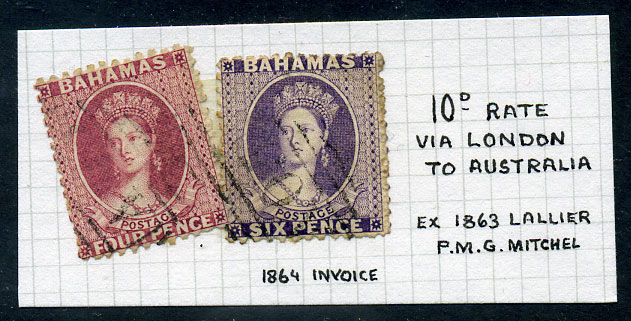 BAHAMAS
POSTAGE
FOUR PENCE
BAHAMAS
POSTAGE
SIX PENCE
10D RATE
VIA LONDON
TO AUSTRALIA
EX 1863 LALLIER
P.M.G. MITCHEL
1864 INVOICE